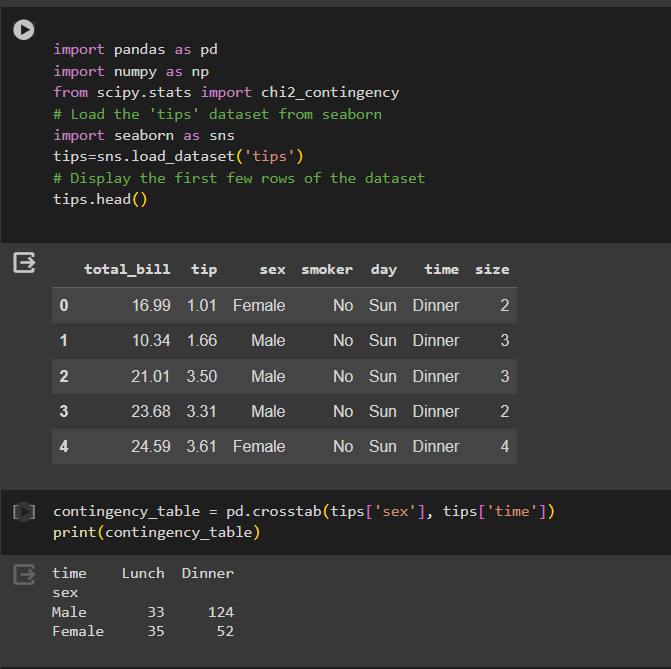 import pandas as pd
import numpy as np
from scipy.stats import chi2_contingency
# Load the 'tips' dataset from seaborn
import seaborn as sns
tips=sns.load_dataset('tips')
# Display the first few rows of the dataset
tips.head()
total_bill tip sex smoker day time size
0 16.99 1.01 Female No Sun Dinner 2
1 10.34 1.66 Male No Sun Dinner 3
2 21.01 3.50 Male No Sun Dinner 3
3 23.68 3.31 Male No Sun Dinner 2
4 24.59 3.61 Female No Sun Dinner 4
contingency_table = pd.crosstab(tips['sex'], tips['time'])
print(contingency_table)
time Lunch Dinner
sex
Male 33 124
Female 35 52